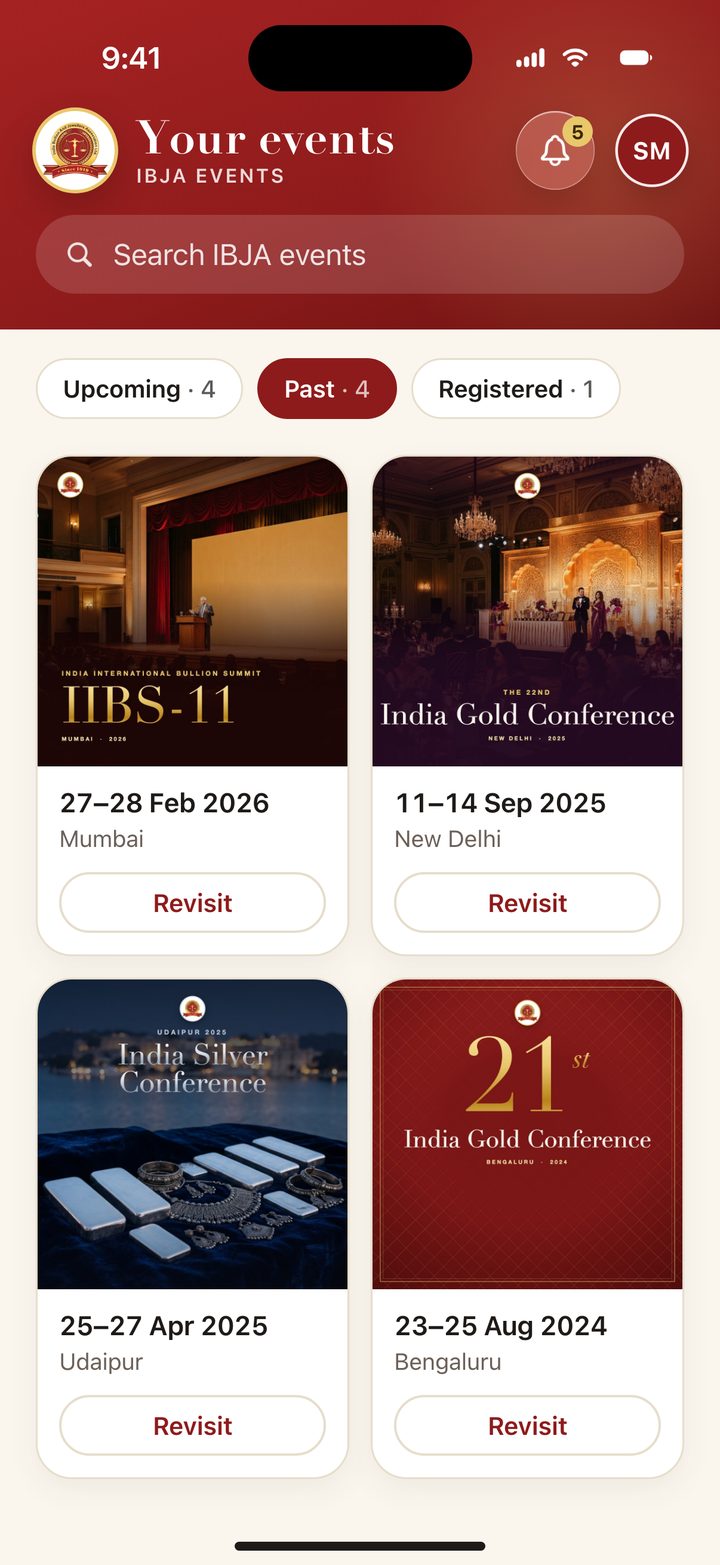 9:41
Your events
IBJA EVENTS
5
SM
Since 1919
Search IBJA events
Upcoming · 4
Past · 4
Registered · 1
INDIA INTERNATIONAL BULLION SUMMIT
IIBS-11
MUMBAI - 2026
27–28 Feb 2026
Mumbai
Revisit
THE 22ND
India Gold Conference
NEW DELHI - 2025
11–14 Sep 2025
New Delhi
Revisit
UDAIPUR 2025
India Silver
Conference
25–27 Apr 2025
Udaipur
Revisit
21st
India Gold Conference
BENGALURU - 2024
23–25 Aug 2024
Bengaluru
Revisit